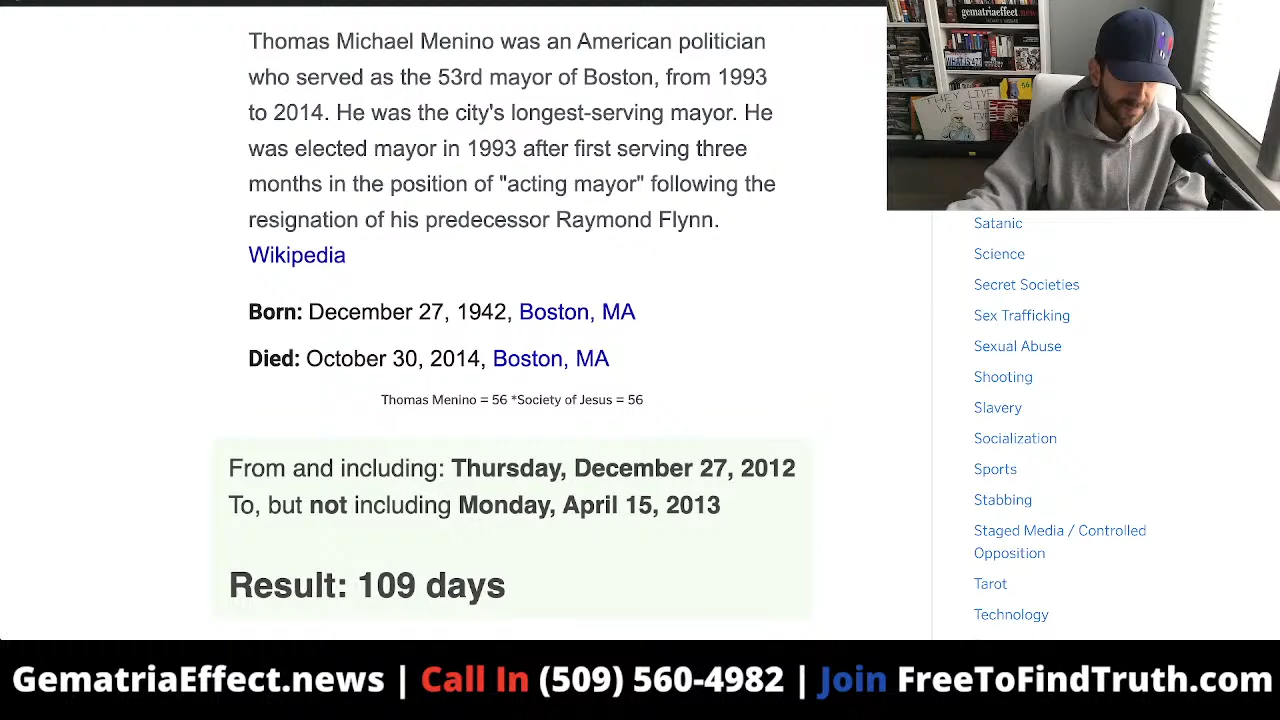 Thomas Michael Menino was an American politician
who served as the 53rd mayor of Boston, from 1993
to 2014. He was the city's longest-serving mayor. He
was elected mayor in 1993 after first serving three
months in the position of "acting mayor" following the
resignation of his predecessor Raymond Flynn.
Wikipedia
Born: December 27, 1942, Boston, MA
Died: October 30, 2014, Boston, MA
Thomas Menino = 56 *Society of Jesus = 56
From and including: Thursday, December 27, 2012
To, but not including Monday, April 15, 2013
Result: 109 days
gematriaeffect.news
Satanic
Science
Secret Societies
Sex Trafficking
Sexual Abuse
Shooting
Slavery
Socialization
Sports
Stabbing
Staged Media / Controlled
Opposition
Tarot
Technology
GematriaEffect.news | Call In (509) 560-4982 | Join FreeToFindTruth.com